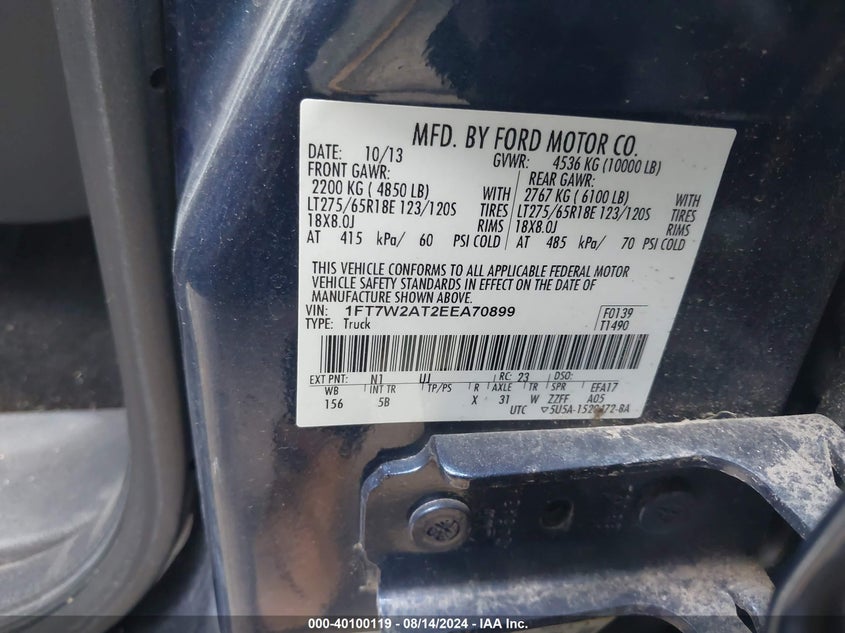 MFD. BY FORD MOTOR CO.
DATE: 10/13 GVWR: 4536 KG (10000 LB)
FRONT GAWR: REAR GAWR:
2200 KG ( 4850 LB) WITH 2767 KG ( 6100 LB) WITH
LT275/65R18E 123/120S TIRES LT275/65R18E 123/120S TIRES
18X8.0J RIMS 18X8.0J RIMS
AT 415 kPa/ 60 PSI COLD AT 485 kPa/ 70 PSI COLD
THIS VEHICLE CONFORMS TO ALL APPLICABLE FEDERAL MOTOR
VEHICLE SAFETY STANDARDS IN EFFECT ON THE DATE OF
MANUFACTURE SHOWN ABOVE.
VIN: 1FT7W2AT2EEA70899 F0139
TYPE: Truck T1490
EXT PNT: N1 UJ RC: 23 DSO:
WB INT TR TP/PS R AXLE TR SPR EFA17
156 5B X 31 W ZZFF A05
UTC
000-40100119 - 08/14/2024 - IAA Inc.